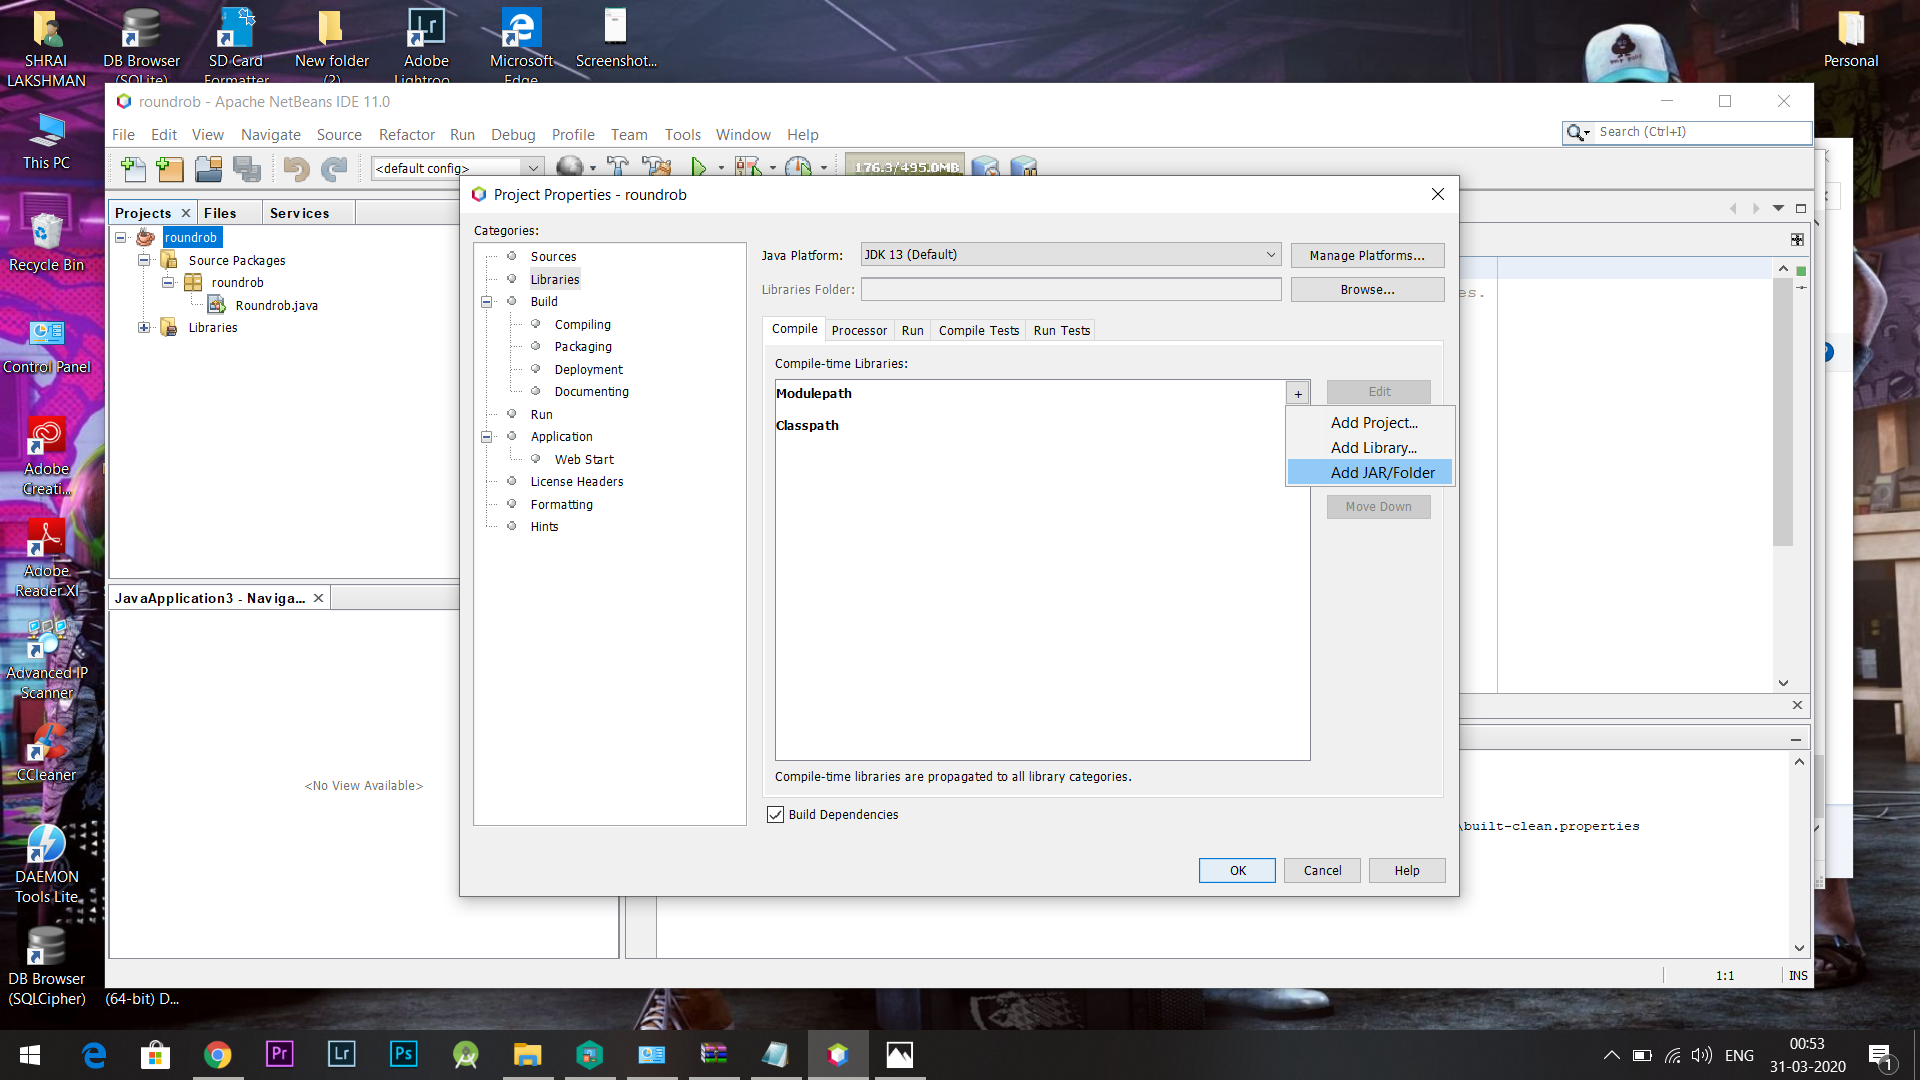 SHRAI
LAKSHMAN
DB Browser
(SQLite)
SD Card
Formatter
New folder
(2)
Adobe
Lightroo...
Microsoft
Edge
Screenshot...
Personal
This PC
Recycle Bin
Control Panel
Adobe
Creati...
Adobe
Reader XI
Advanced IP
Scanner
CCleaner
DAEMON
Tools Lite
DB Browser
(SQLCipher)
(64-bit) D...
roundrob - Apache NetBeans IDE 11.0
File Edit View Navigate Source Refactor Run Debug Profile Team Tools Window Help
Search (Ctrl+I)
<default config>
176.3/495.0MB
Projects Files Services
roundrob
Source Packages
roundrob
Roundrob.java
Libraries
JavaApplication3 - Naviga...
<No View Available>
Project Properties - roundrob
Categories:
Sources
Libraries
Build
Compiling
Packaging
Deployment
Documenting
Run
Application
Web Start
License Headers
Formatting
Hints
Java Platform: JDK 13 (Default) Manage Platforms...
Libraries Folder: Browse...
Compile Processor Run Compile Tests Run Tests
Compile-time Libraries:
Modulepath
+
Edit
Classpath
Add Project...
Add Library...
Add JAR/Folder
Move Down
Compile-time libraries are propagated to all library categories.
Build Dependencies
OK Cancel Help
es.
\built-clean.properties
1:1 INS
Pr
Lr
Ps
ENG
00:53
31-03-2020
1